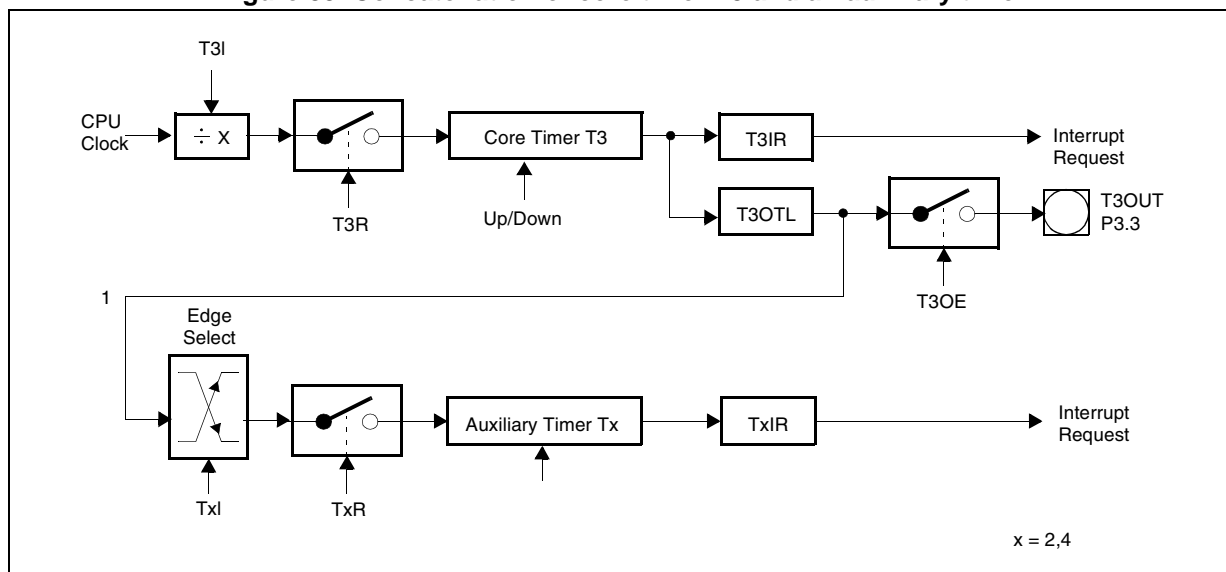 T3I
CPU
Clock
÷ X
Core Timer T3
T3IR
Interrupt
Request
T3R
Up/Down
T3OTL
T3OUT
P3.3
T3OE
1
Edge
Select
Auxiliary Timer Tx
TxIR
Interrupt
Request
TxI
TxR
x = 2,4